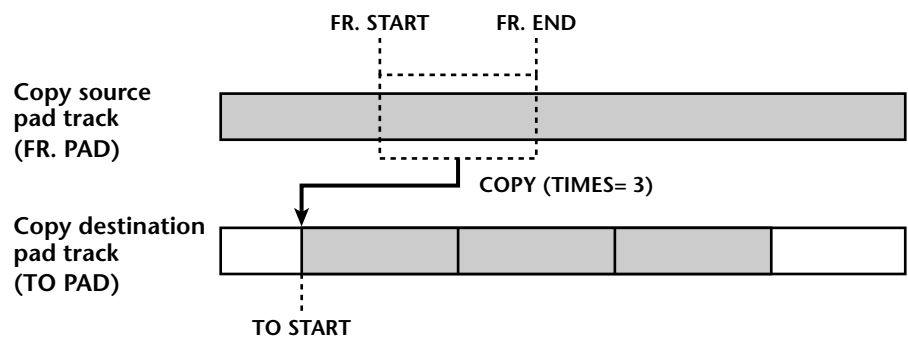 FR. START
FR. END
Copy source
pad track
(FR. PAD)
COPY (TIMES= 3)
Copy destination
pad track
(TO PAD)
TO START